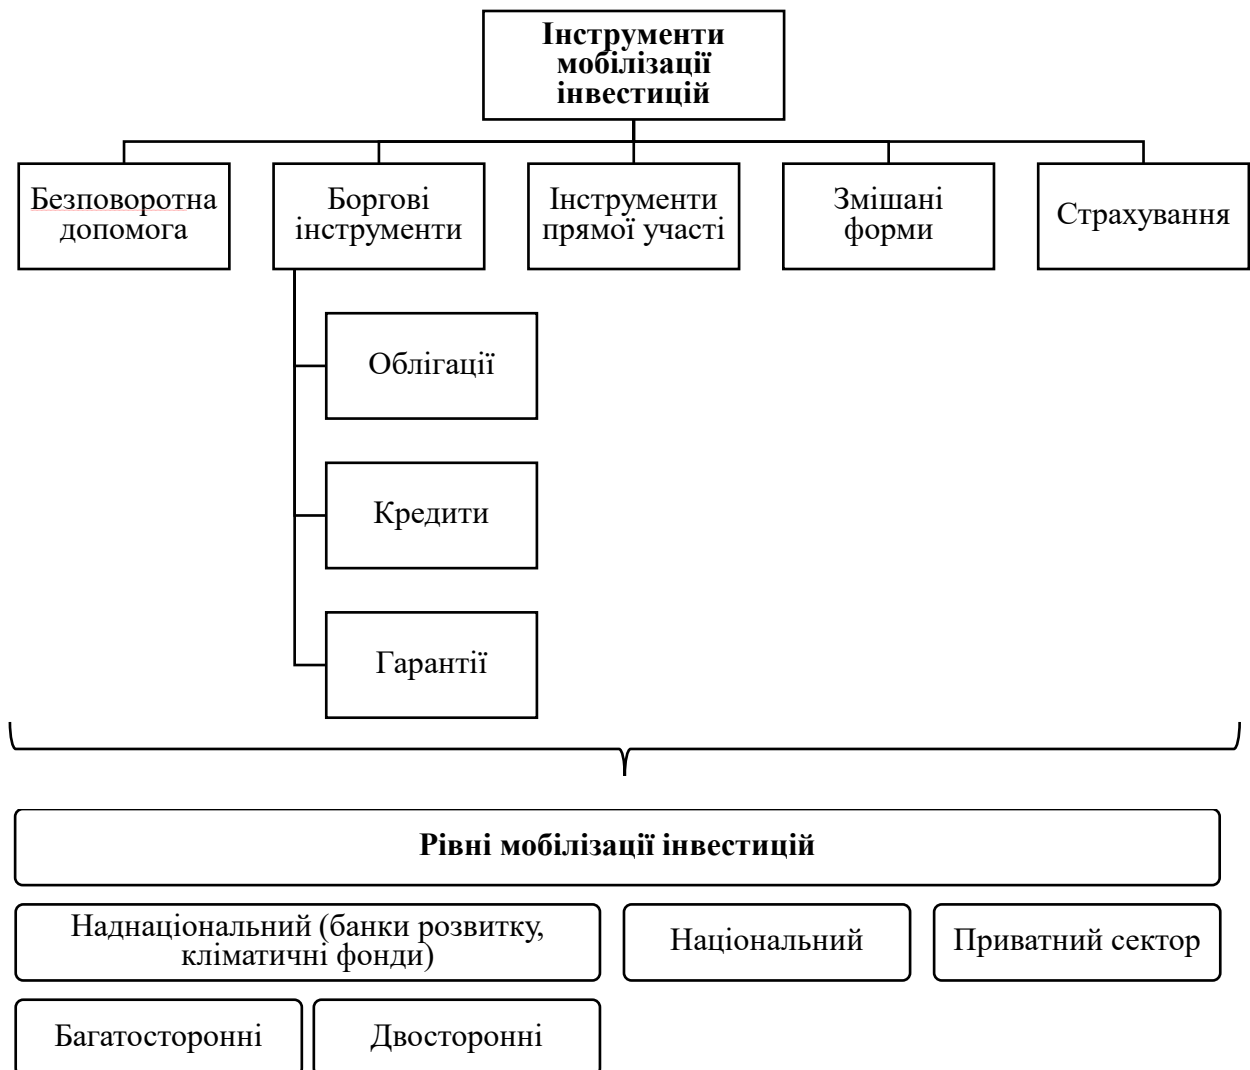 Інструменти
мобілізації
інвестицій
Безповоротна
допомога
Боргові
інструменти
Інструменти
прямої участі
Змішані
форми
Страхування
Облігації
Кредити
Гарантії
Рівні мобілізації інвестицій
Наднаціональний (банки розвитку,
кліматичні фонди)
Національний
Приватний сектор
Багатосторонні
Двосторонні